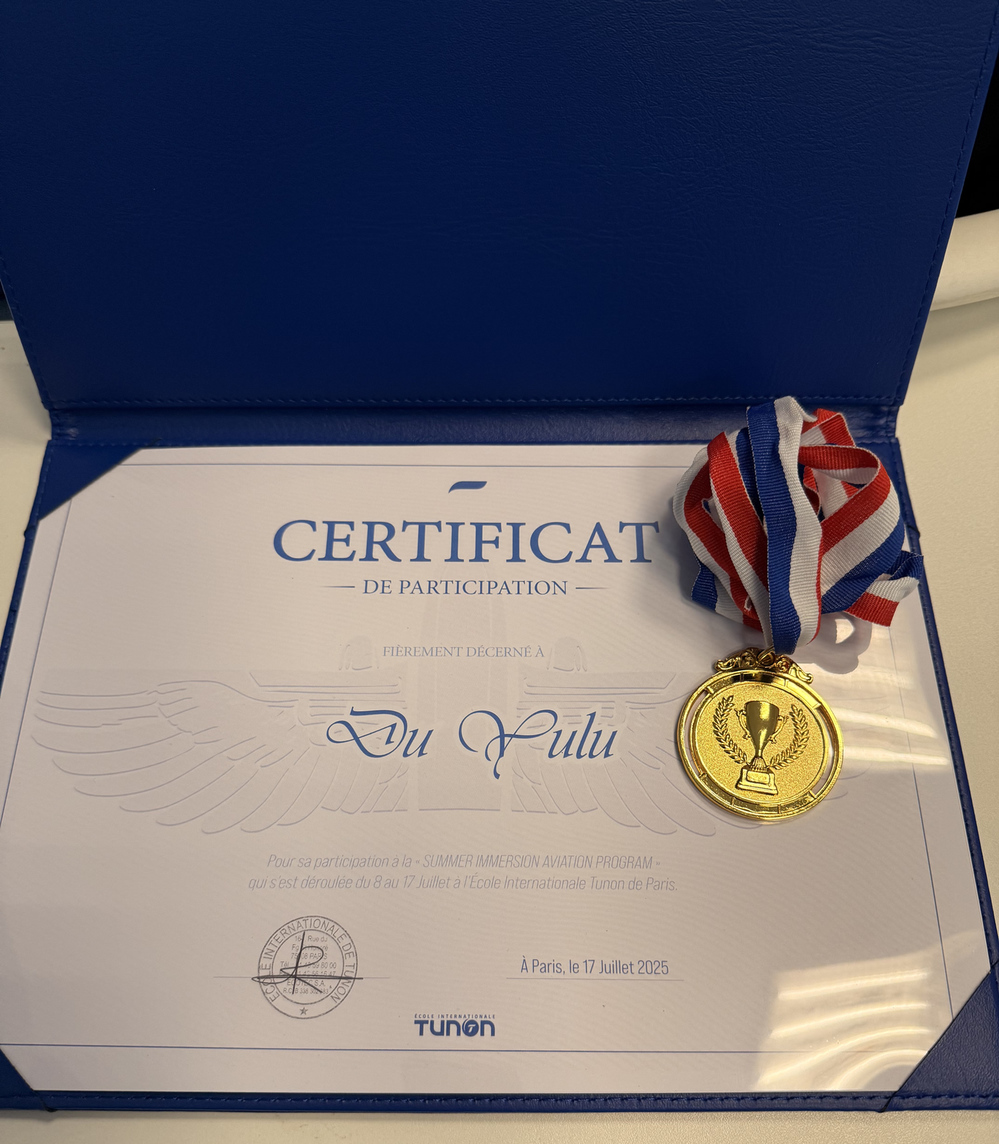 CERTIFICAT
DE PARTICIPATION
FIÈREMENT DÉCERNÉ À
Du Yulu
Pour sa participation à la « SUMMER IMMERSION AVIATION PROGRAM »
qui s'est déroulée du 8 au 17 Juillet à l'École Internationale Tunon de Paris.
ECOLE INTERNATIONALE DE TUNON
À Paris, le 17 Juillet 2025
ÉCOLE INTERNATIONALE
TUNON